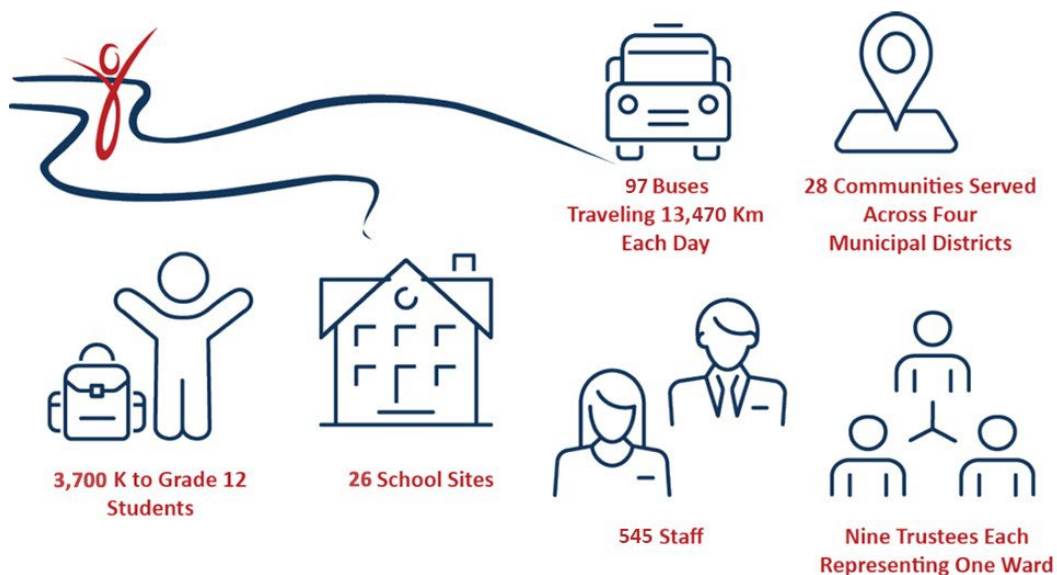 97 Buses
Traveling 13,470 Km
Each Day
28 Communities Served
Across Four
Municipal Districts
3,700 K to Grade 12
Students
26 School Sites
545 Staff
Nine Trustees Each
Representing One Ward